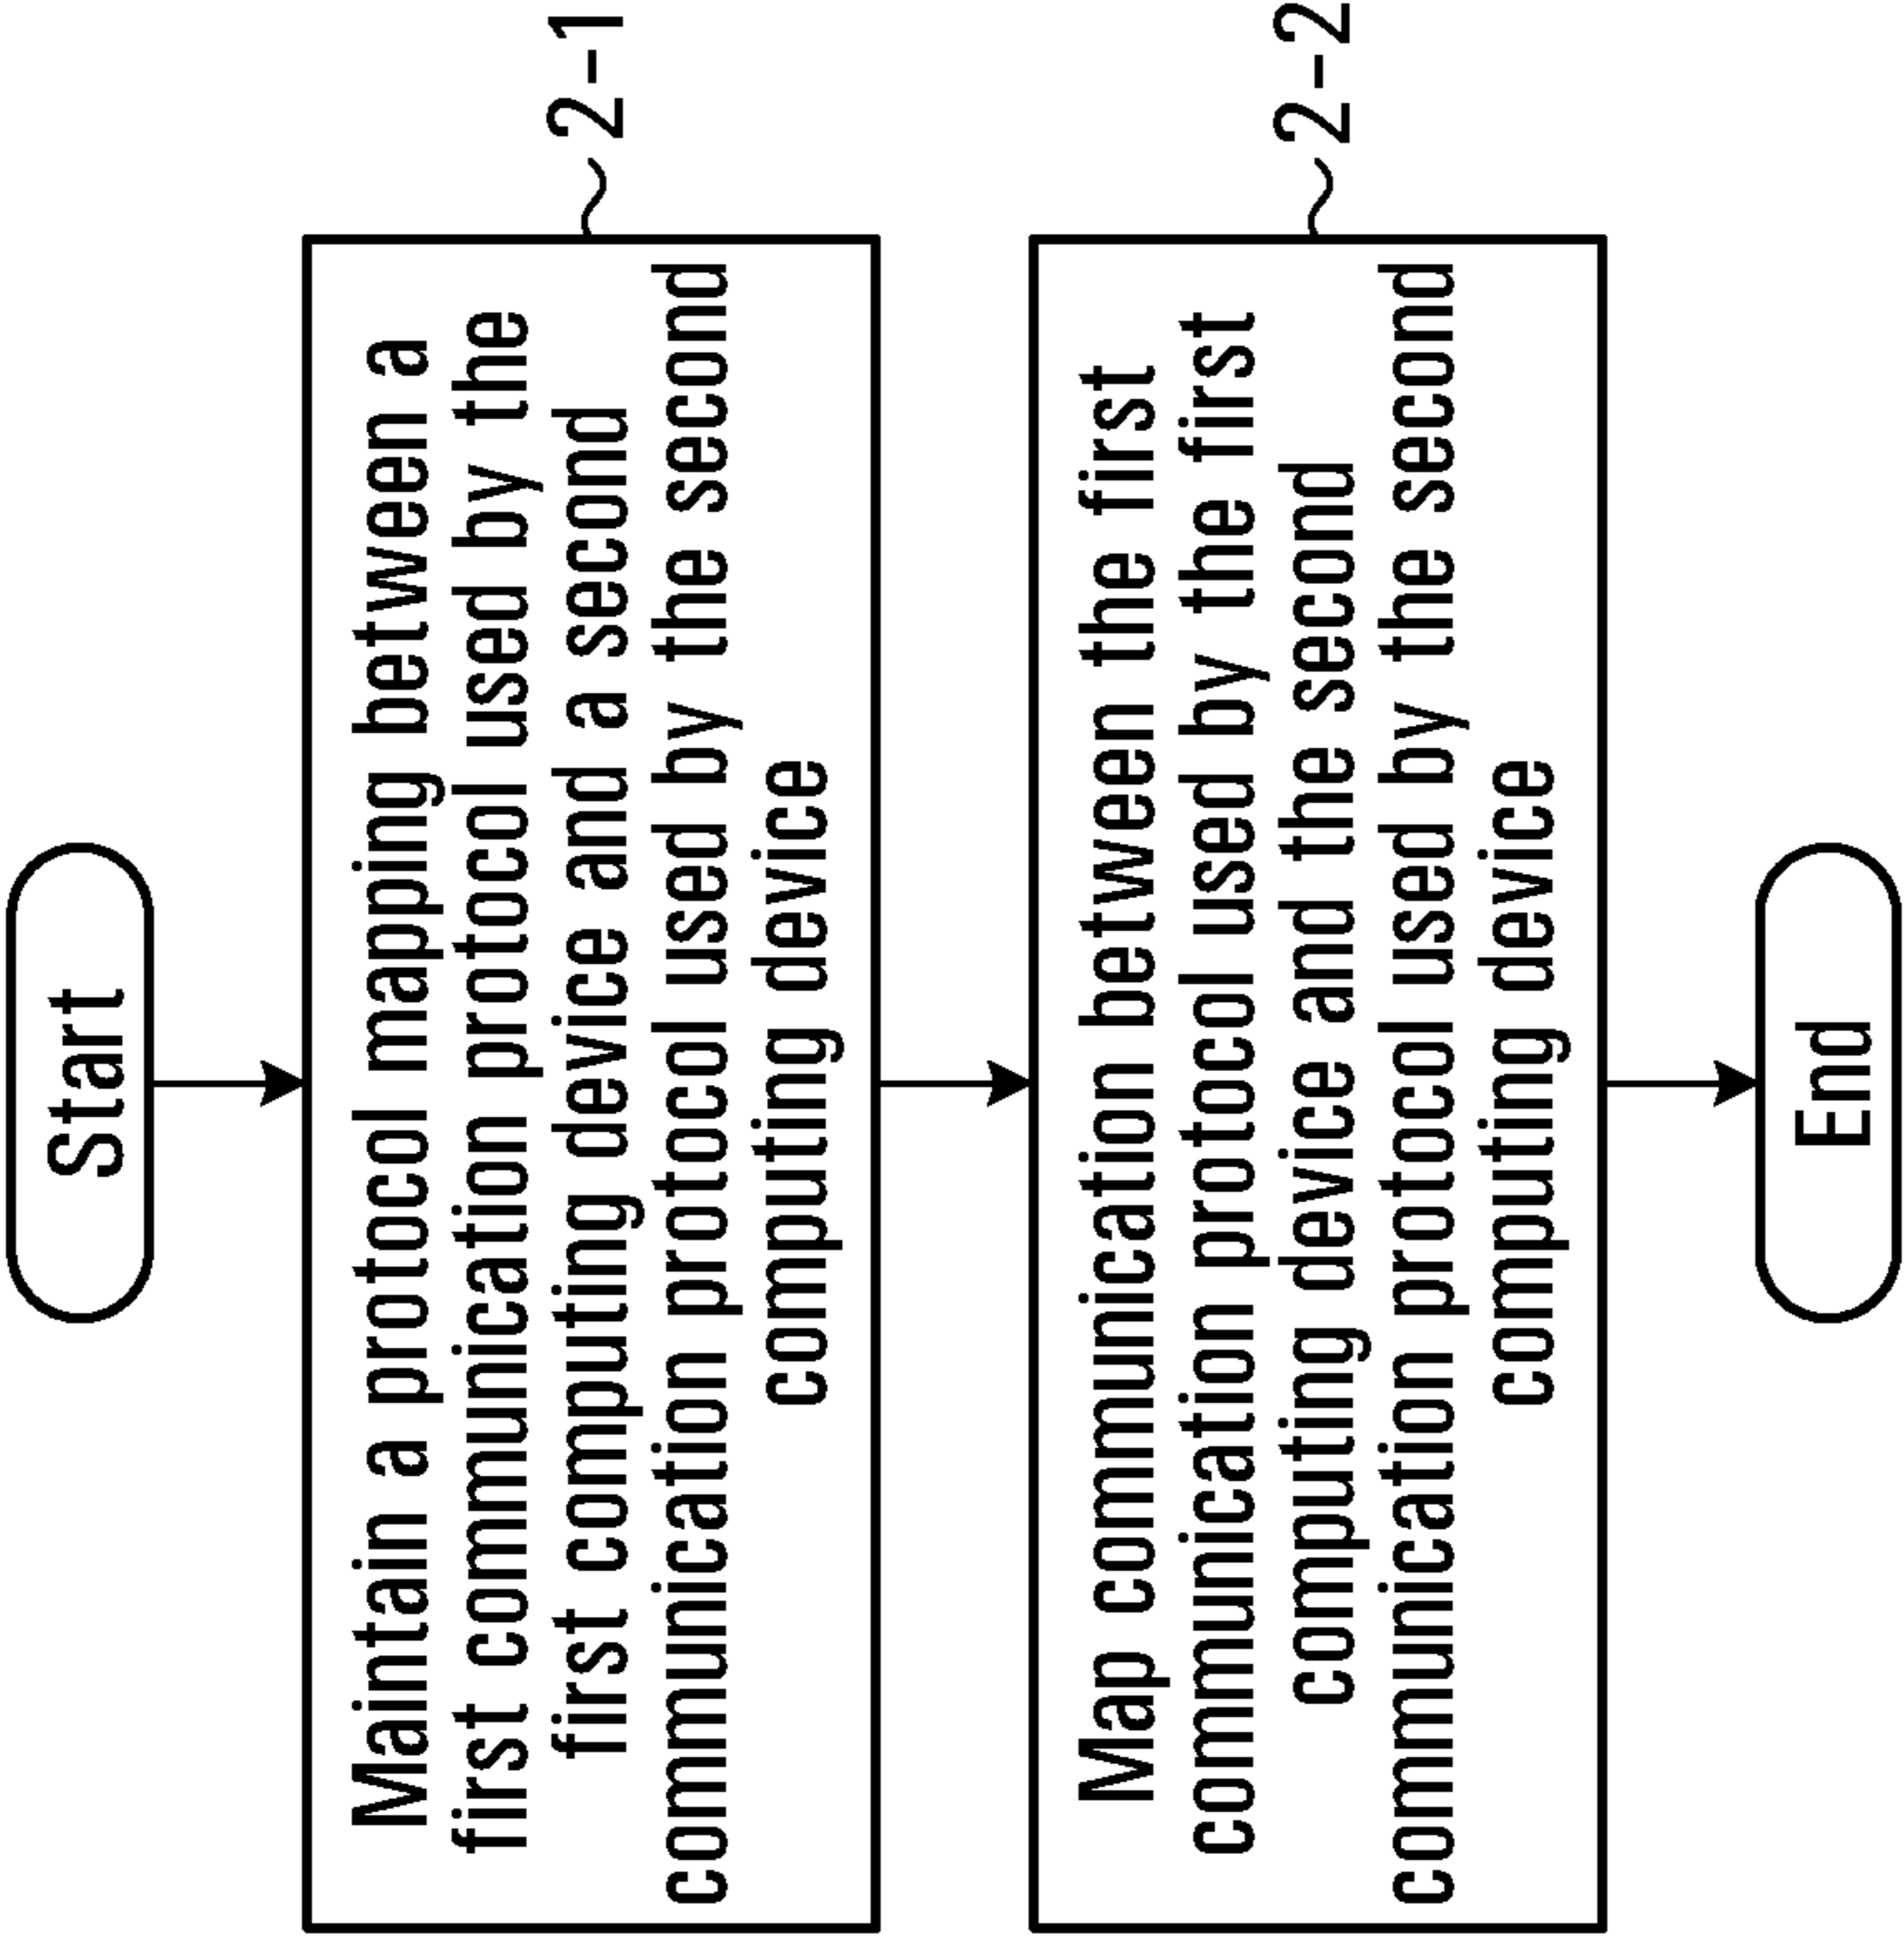 Start
Maintain a protocol mapping between a
first communication protocol used by the
first computing device and a second
communication protocol used by the second
computing device
2-1
Map communication between the first
communication protocol used by the first
computing device and the second
communication protocol used by the second
computing device
2-2
End